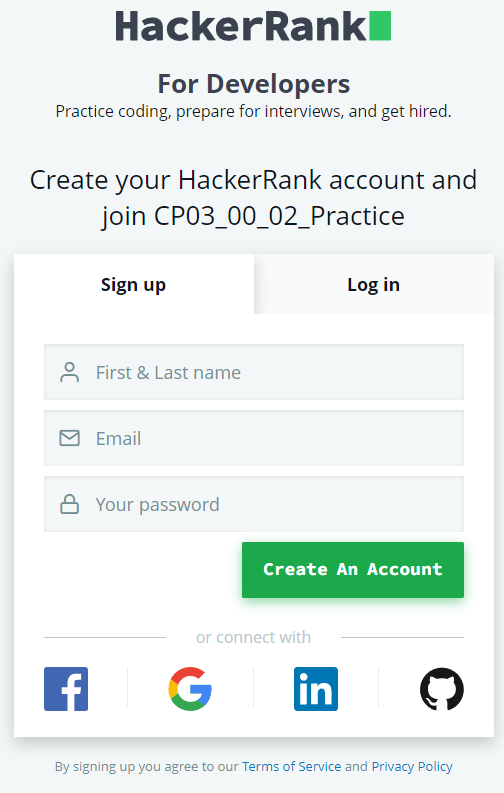 HackerRank
For Developers
Practice coding, prepare for interviews, and get hired.
Create your HackerRank account and
join CP03_00_02_Practice
Sign up
Log in
First & Last name
Email
Your password
Create An Account
or connect with
f
G
in
By signing up you agree to our Terms of Service and Privacy Policy